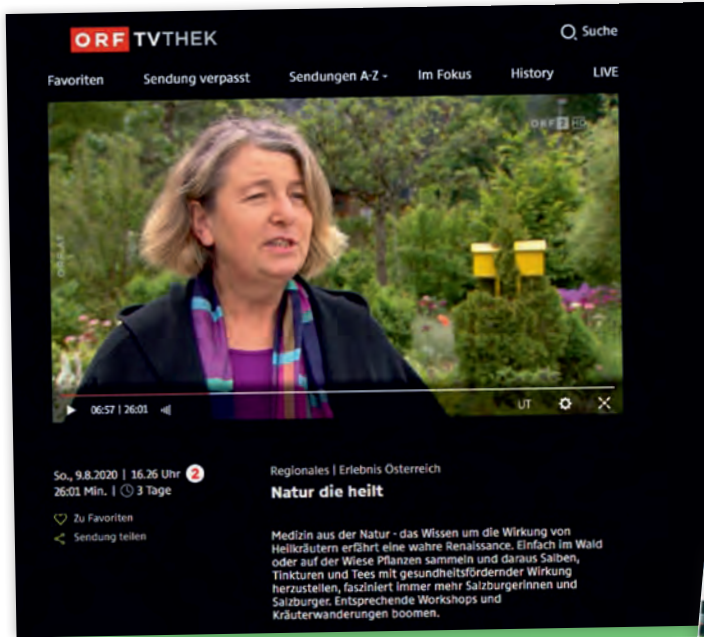 ORF TVTHEK
Suche
Favoriten Sendung verpasst Sendungen A-Z Im Fokus History LIVE
ORF 2 HD
ORF.AT
06:57 | 26:01
UT
So., 9.8.2020 | 16.26 Uhr 2
26:01 Min. | 3 Tage
Zu Favoriten
Sendung teilen
Regionales | Erlebnis Österreich
Natur die heilt
Medizin aus der Natur - das Wissen um die Wirkung von
Heilkräutern erfährt eine wahre Renaissance. Einfach im Wald
oder auf der Wiese Pflanzen sammeln und daraus Salben,
Tinkturen und Tees mit gesundheitsfördernder Wirkung
herzustellen, fasziniert immer mehr Salzburgerinnen und
Salzburger. Entsprechende Workshops und
Kräuterwanderungen boomen.